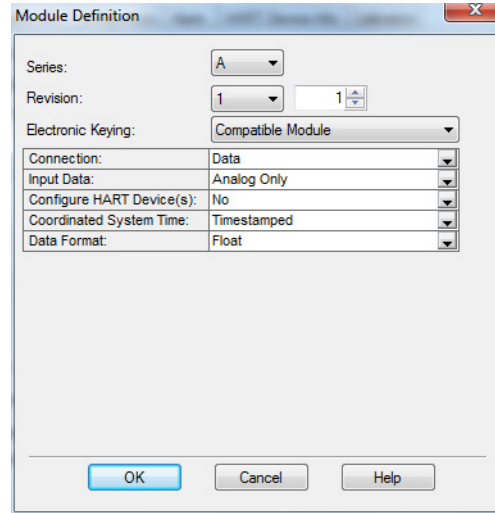 Module Definition
Series: A
Revision: 1 1
Electronic Keying: Compatible Module
Connection: Data
Input Data: Analog Only
Configure HART Device(s): No
Coordinated System Time: Timestamped
Data Format: Float
OK Cancel Help